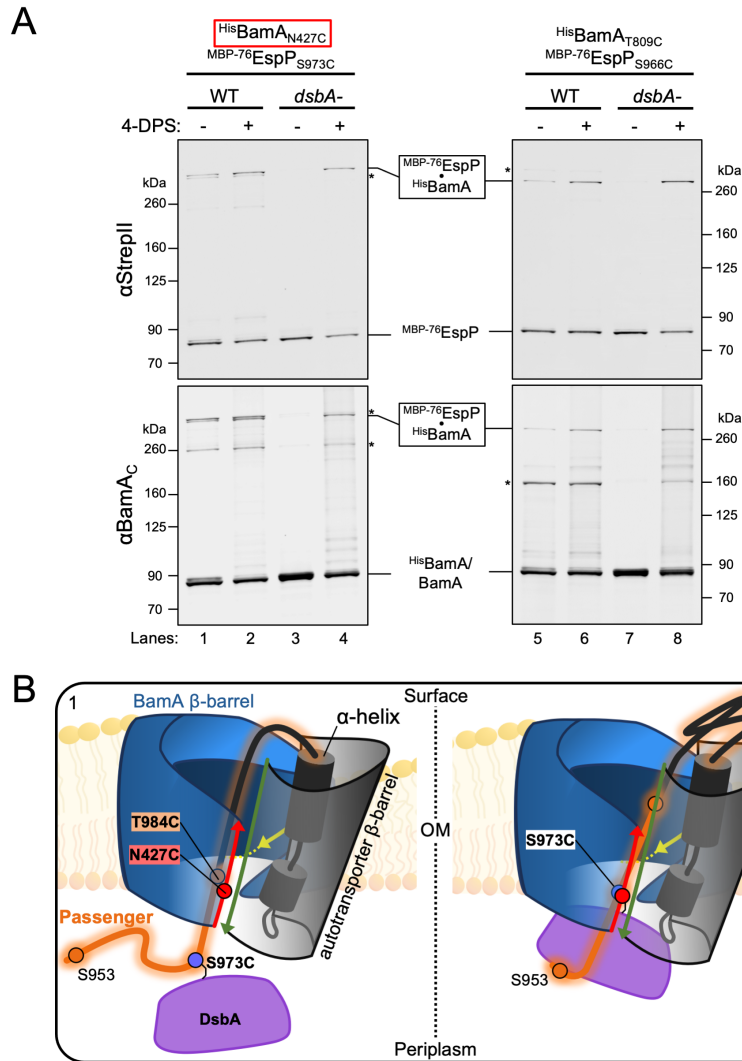 A
HisBamAN427C
MBP-76EspPS973C
HisBamAT809C
MBP-76EspPS966C
WT dsbA- WT dsbA-
4-DPS: - + - + - + - +
kDa
260
160
125
90
70
αStrepII
MBP-76EspP
•
HisBamA
MBP-76EspP
*
*
kDa
260
160
125
90
70
kDa
260
160
125
90
70
αBamAC
MBP-76EspP
•
HisBamA
HisBamA/
BamA
*
*
*
kDa
260
160
125
90
70
Lanes: 1 2 3 4 5 6 7 8
B
1
BamA β-barrel
α-helix
autotransporter β-barrel
T984C
N427C
Passenger
S953
S973C
DsbA
Surface
OM
Periplasm
S973C
S953